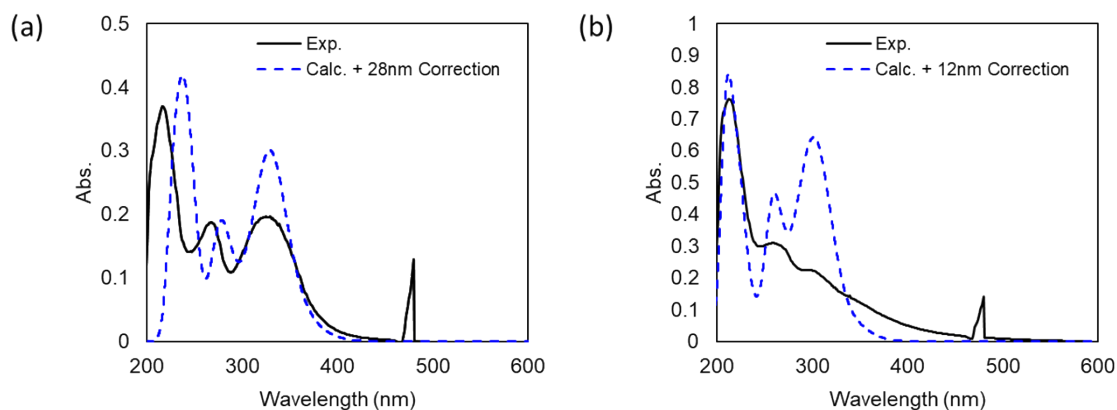 (a)
0.5
0.4
0.3
0.2
0.1
0
Abs.
Exp.
Calc. + 28nm Correction
200 300 400 500 600
Wavelength (nm)
(b)
1
0.9
0.8
0.7
0.6
0.5
0.4
0.3
0.2
0.1
0
Abs.
Exp.
Calc. + 12nm Correction
200 300 400 500 600
Wavelength (nm)